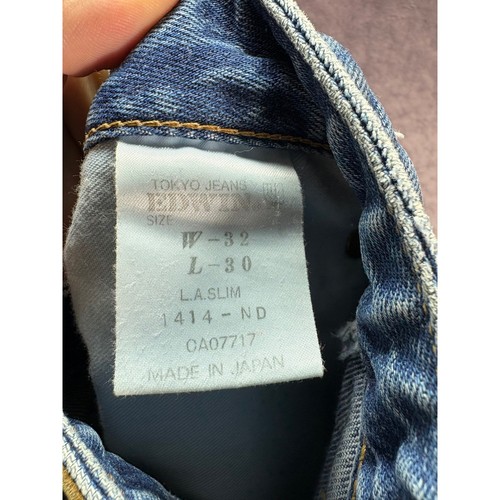 TOKYO JEANS
EDWIN
SIZE
W-32
L-30
L.A.SLIM
1414-ND
CA07717
MADE IN JAPAN